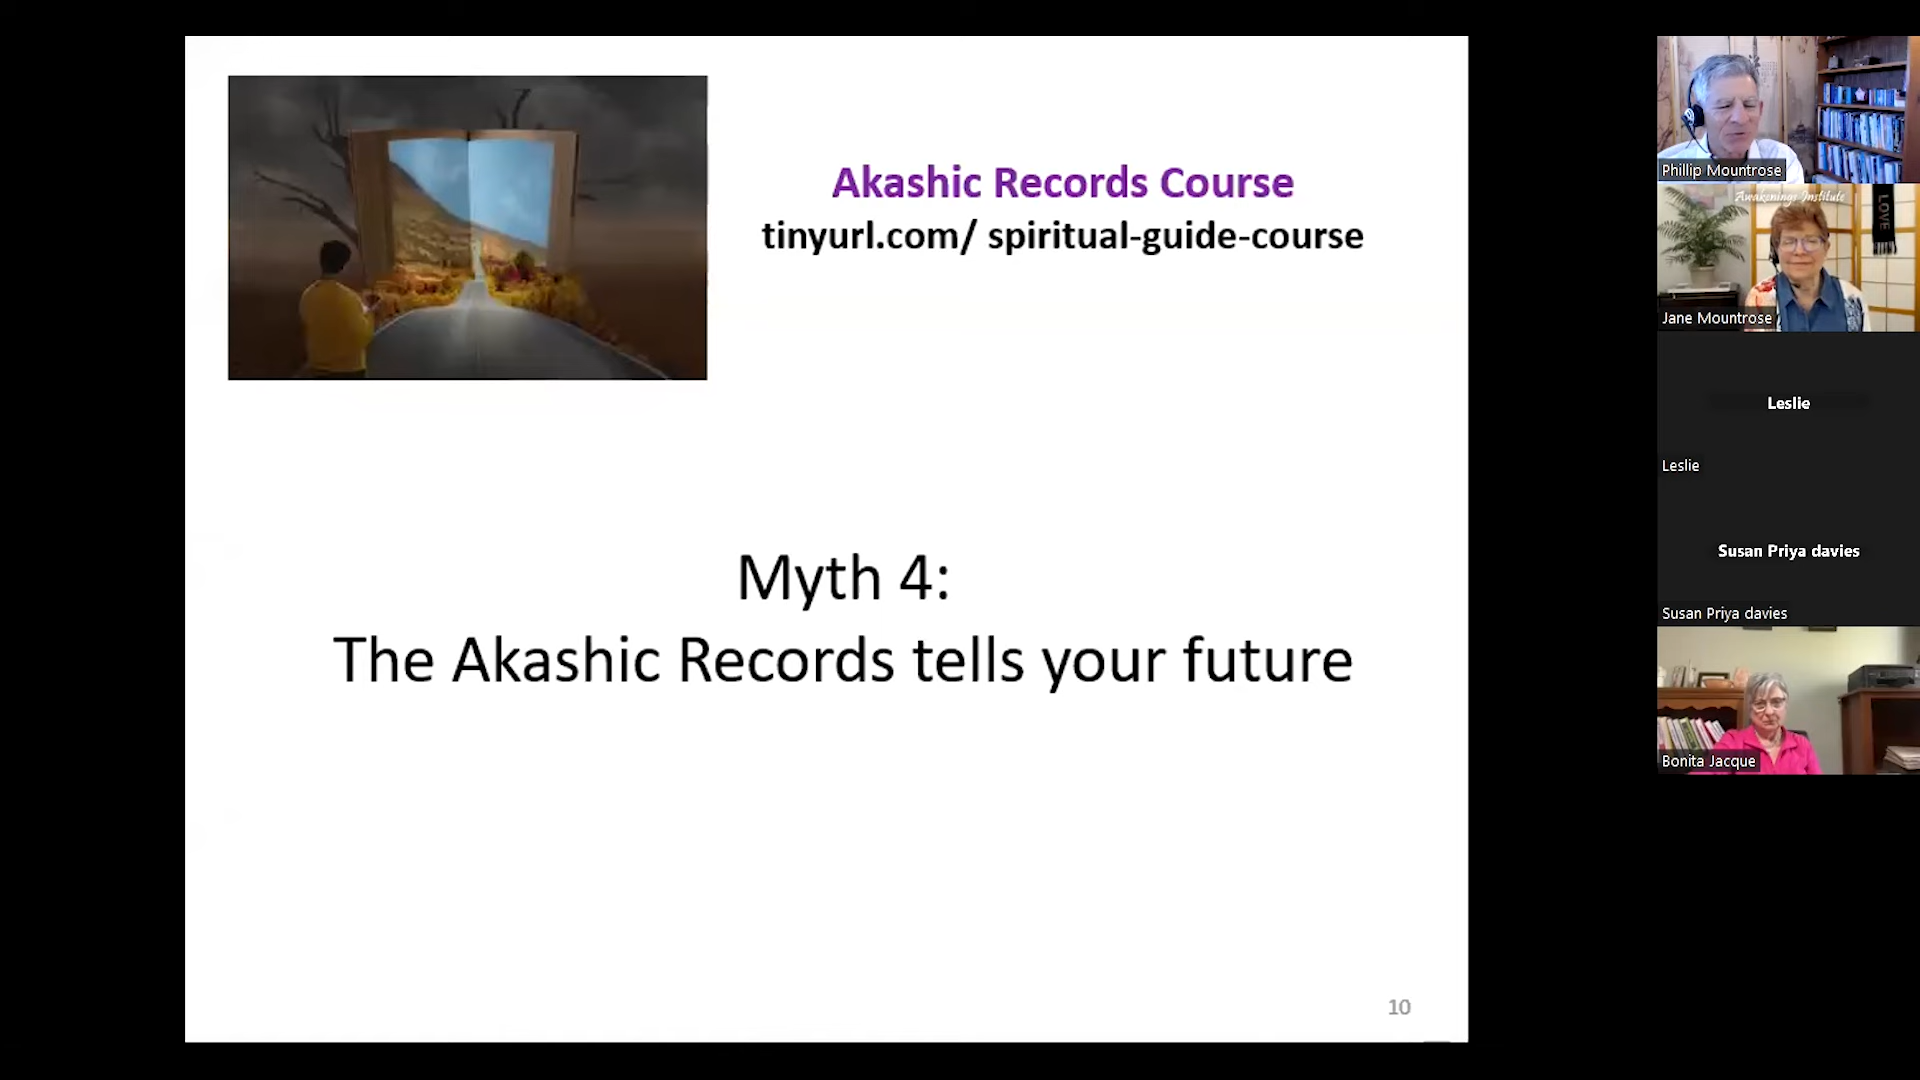 Akashic Records Course
tinyurl.com/ spiritual-guide-course
Myth 4:
The Akashic Records tells your future
10
Phillip Mountrose
Awakenings Institute
LOVE
Jane Mountrose
Leslie
Leslie
Susan Priya davies
Susan Priya davies
Bonita Jacque